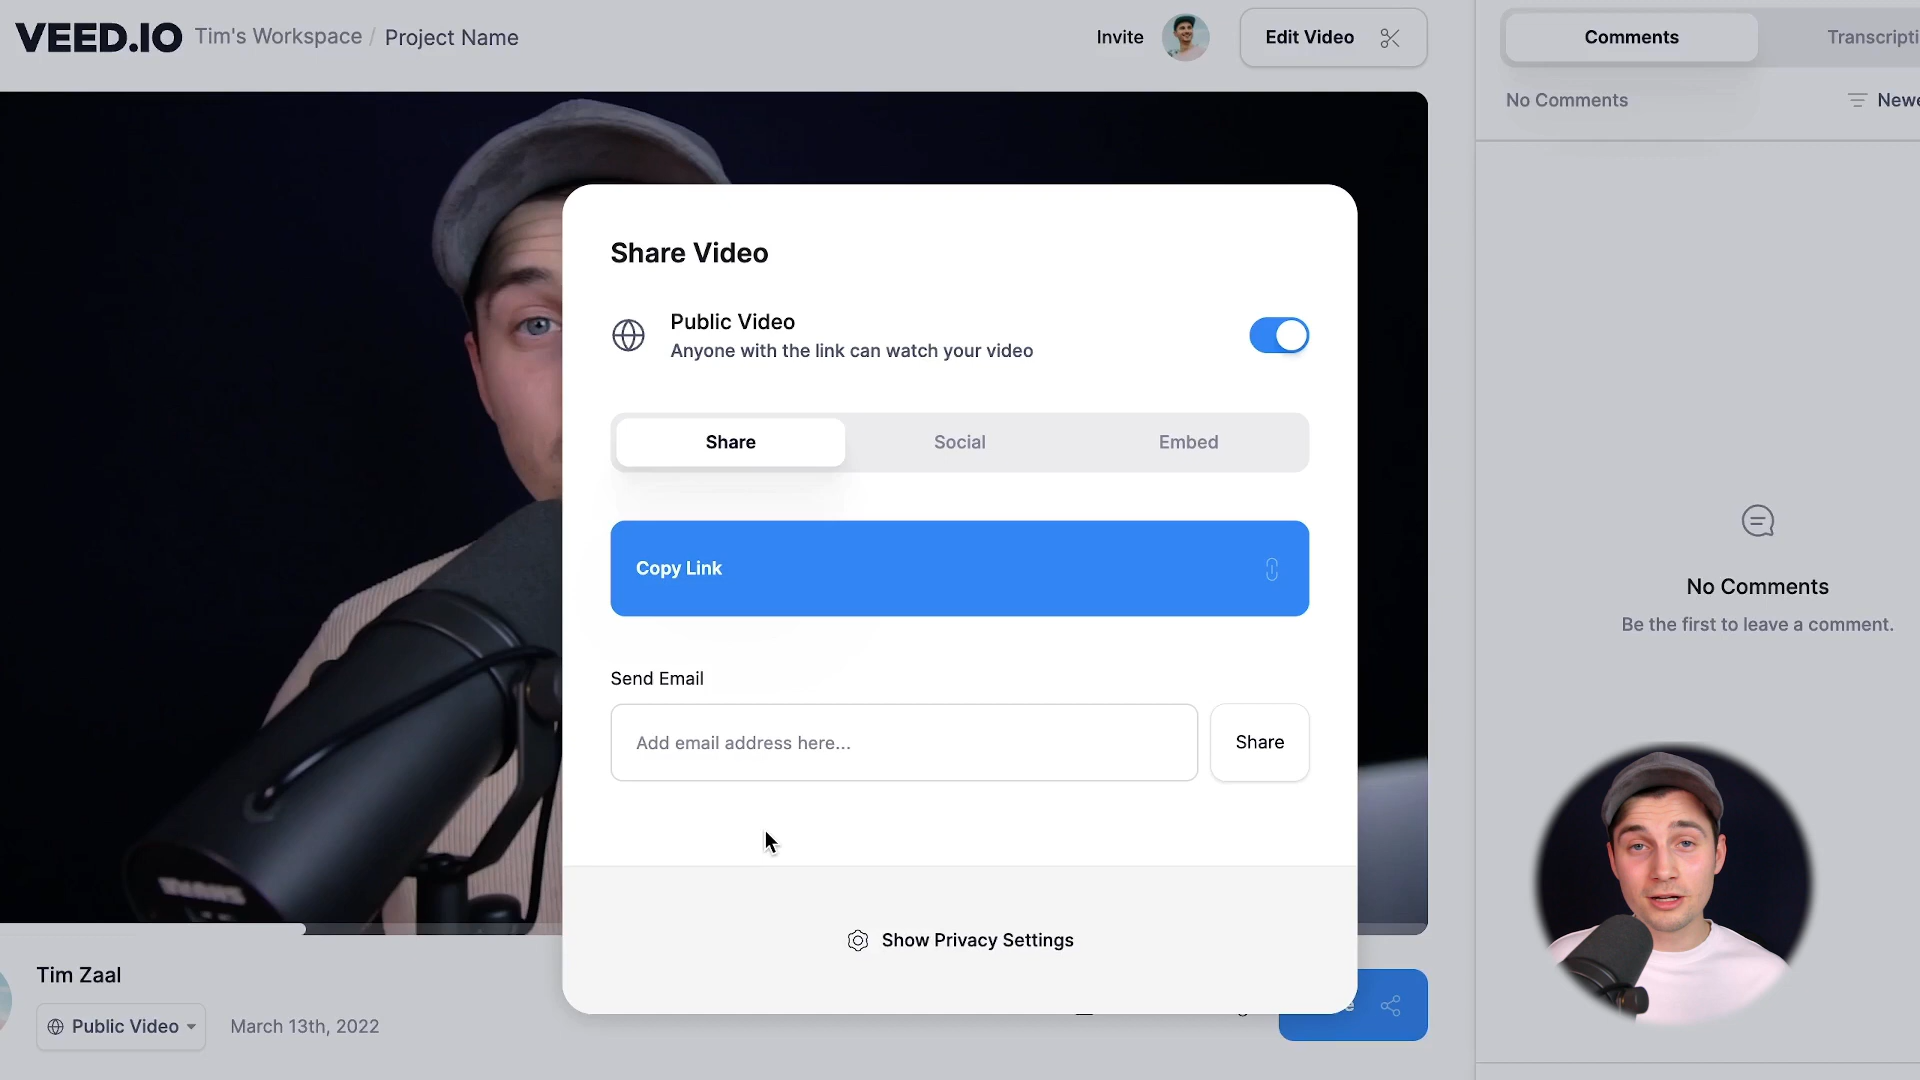 VEED.IO Tim's Workspace / Project Name
Invite
Edit Video
Comments
Transcripti
No Comments
Newe
Share Video
Public Video
Anyone with the link can watch your video
Share
Social
Embed
Copy Link
Send Email
Add email address here...
Share
Show Privacy Settings
No Comments
Be the first to leave a comment.
Tim Zaal
Public Video
March 13th, 2022